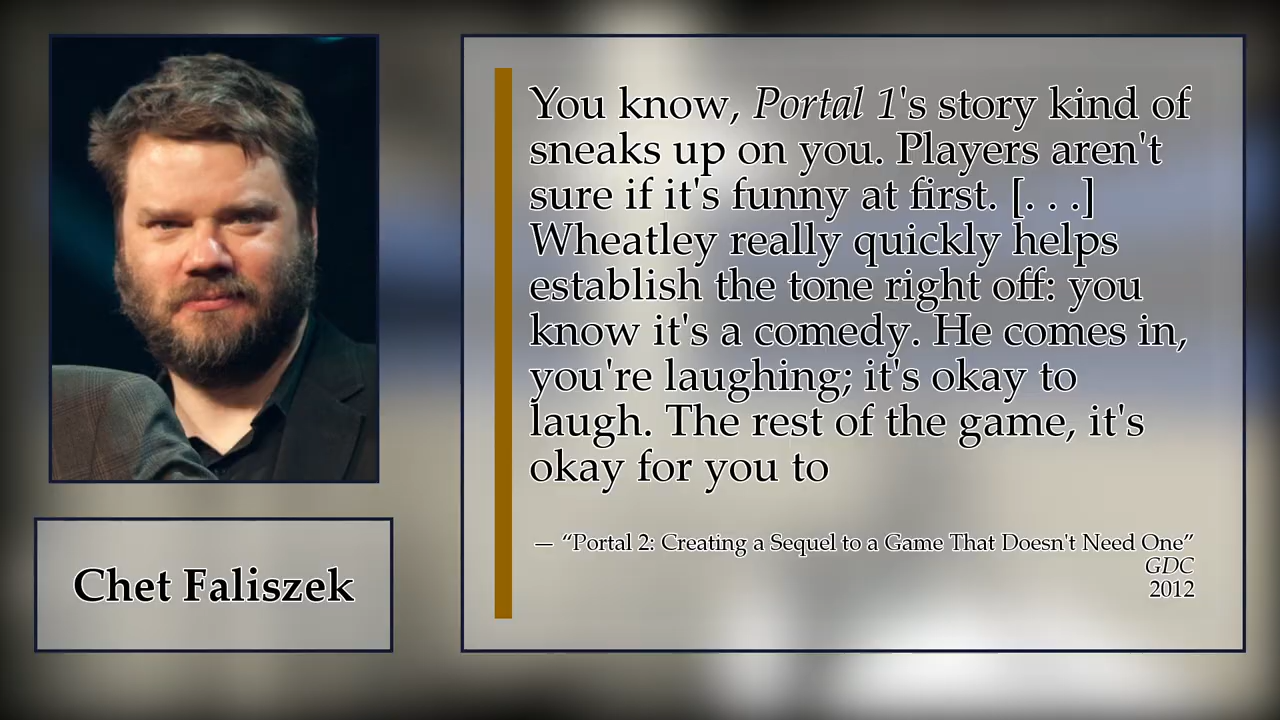 You know, Portal 1's story kind of
sneaks up on you. Players aren't
sure if it's funny at first. [. . .]
Wheatley really quickly helps
establish the tone right off: you
know it's a comedy. He comes in,
you're laughing; it's okay to
laugh. The rest of the game, it's
okay for you to
— “Portal 2: Creating a Sequel to a Game That Doesn't Need One”
GDC
2012
Chet Faliszek